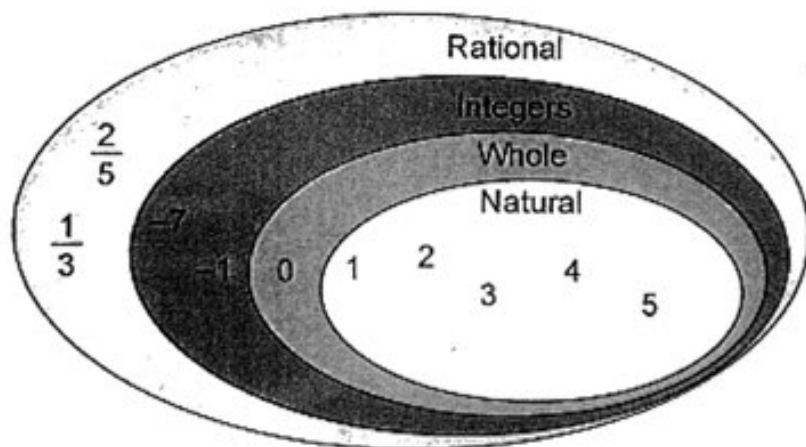 Rational
Integers
Whole
Natural
2/5
1/3
-7
-1
0
1
2
3
4
5